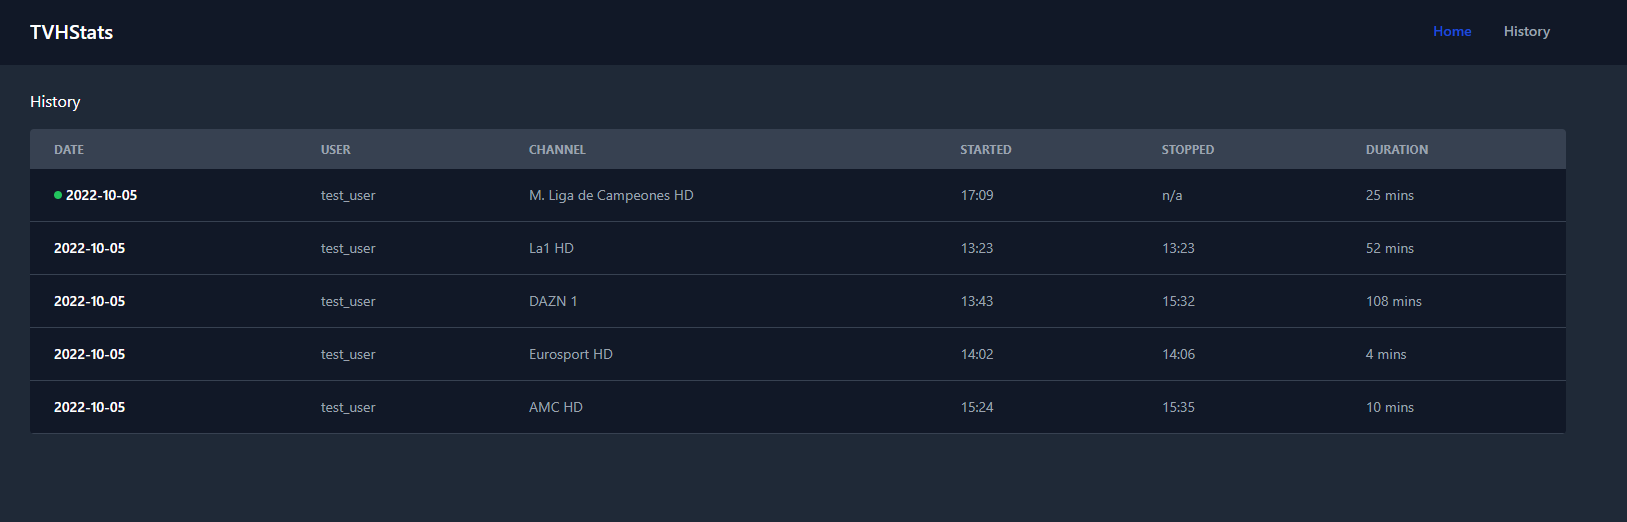 TVHStats Home History
History
DATE USER CHANNEL STARTED STOPPED DURATION
2022-10-05 test_user M. Liga de Campeones HD 17:09 n/a 25 mins
2022-10-05 test_user La1 HD 13:23 13:23 52 mins
2022-10-05 test_user DAZN 1 13:43 15:32 108 mins
2022-10-05 test_user Eurosport HD 14:02 14:06 4 mins
2022-10-05 test_user AMC HD 15:24 15:35 10 mins